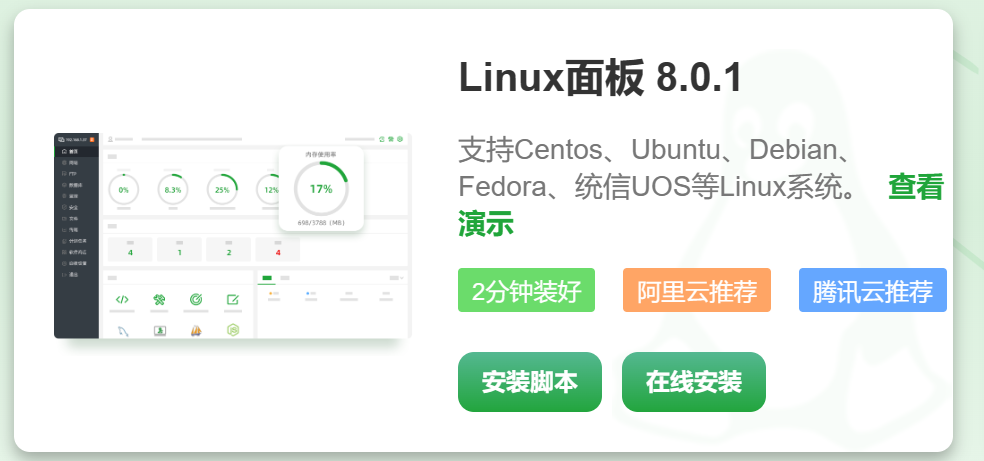 Linux面板 8.0.1
支持Centos、Ubuntu、Debian、
Fedora、统信UOS等Linux系统。 查看
演示
2分钟装好
阿里云推荐
腾讯云推荐
安装脚本
在线安装
首页
内存使用率
0%
8.3%
25%
12%
17%
698/5788（MB）
4
1
2
4